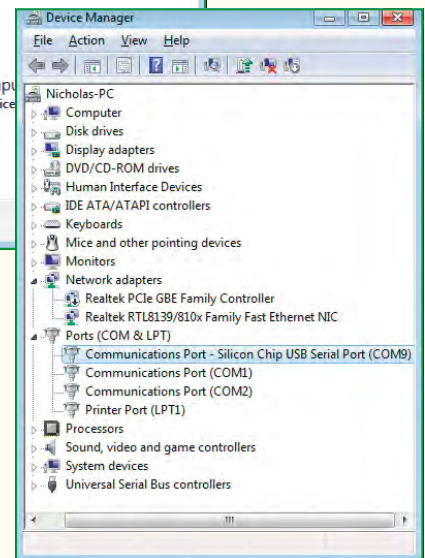 Device Manager
File Action View Help
Nicholas-PC
Computer
Disk drives
Display adapters
DVD/CD-ROM drives
Human Interface Devices
IDE ATA/ATAPI controllers
Keyboards
Mice and other pointing devices
Monitors
Network adapters
Realtek PCIe GBE Family Controller
Realtek RTL8139/810x Family Fast Ethernet NIC
Ports (COM & LPT)
Communications Port - Silicon Chip USB Serial Port (COM9)
Communications Port (COM1)
Communications Port (COM2)
Printer Port (LPT1)
Processors
Sound, video and game controllers
System devices
Universal Serial Bus controllers